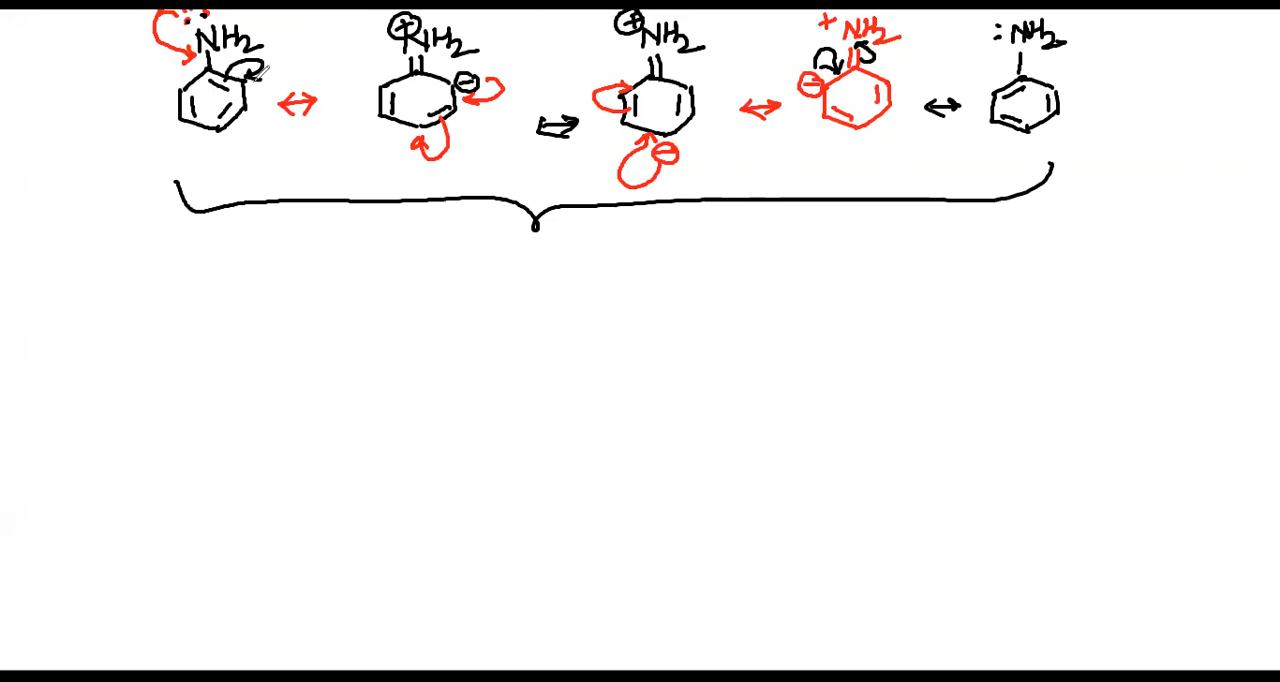 :NH2 ⊕NH2 ⊕NH2 +NH2 :NH2
⊖ ⊖ ⊖